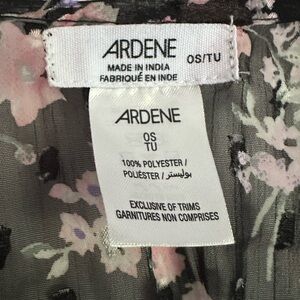 ARDENE OS/TU
MADE IN INDIA
FABRIQUÉ EN INDE
ARDENE
OS
TU
100% POLYESTER /
POLIÉSTER / بوليستر
EXCLUSIVE OF TRIMS
GARNITURES NON COMPRISES